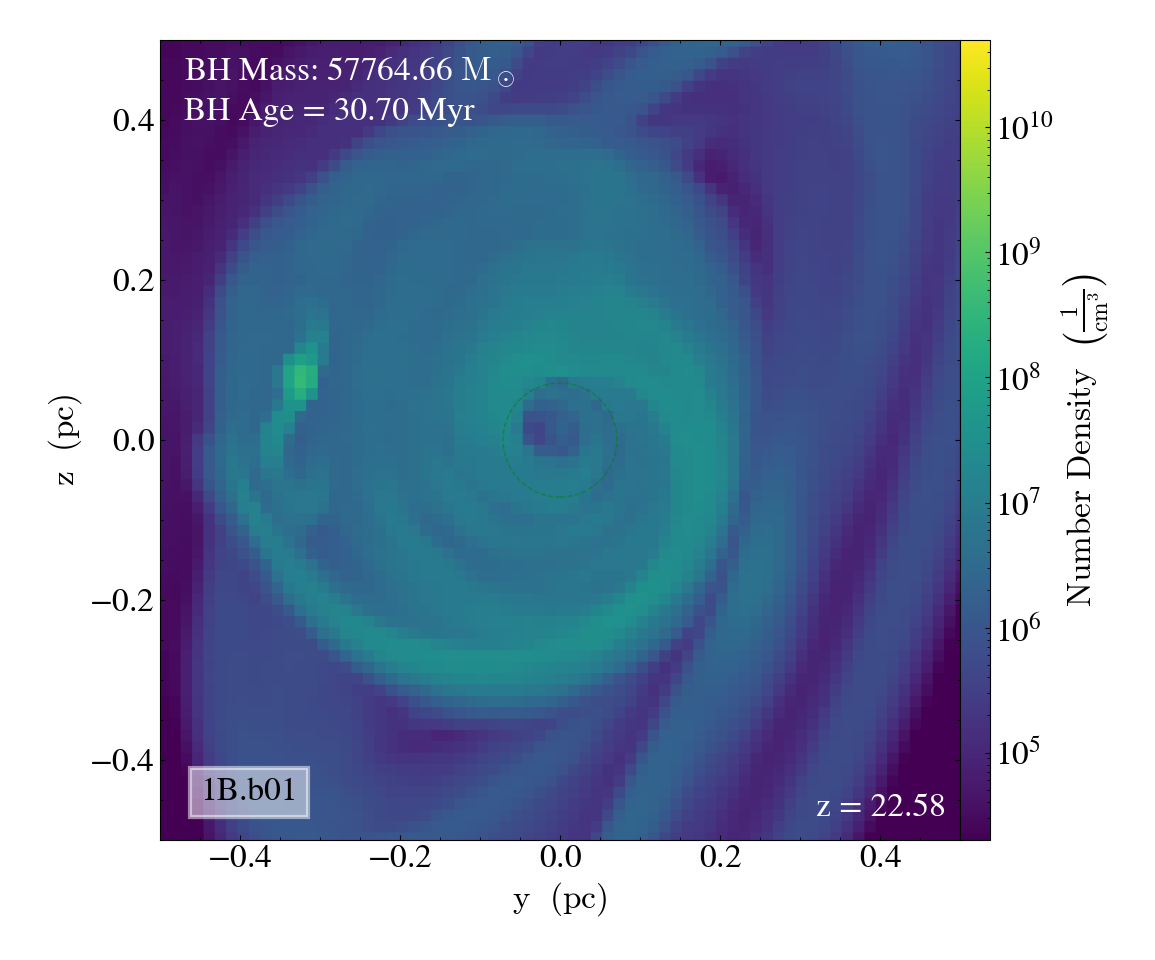 BH Mass: 57764.66 M⊙
BH Age = 30.70 Myr
0.4
0.2
0.0
−0.2
−0.4
z (pc)
1B.b01
z = 22.58
−0.4 −0.2 0.0 0.2 0.4
y (pc)
10¹⁰
10⁹
10⁸
10⁷
10⁶
10⁵
Number Density (1/cm³)